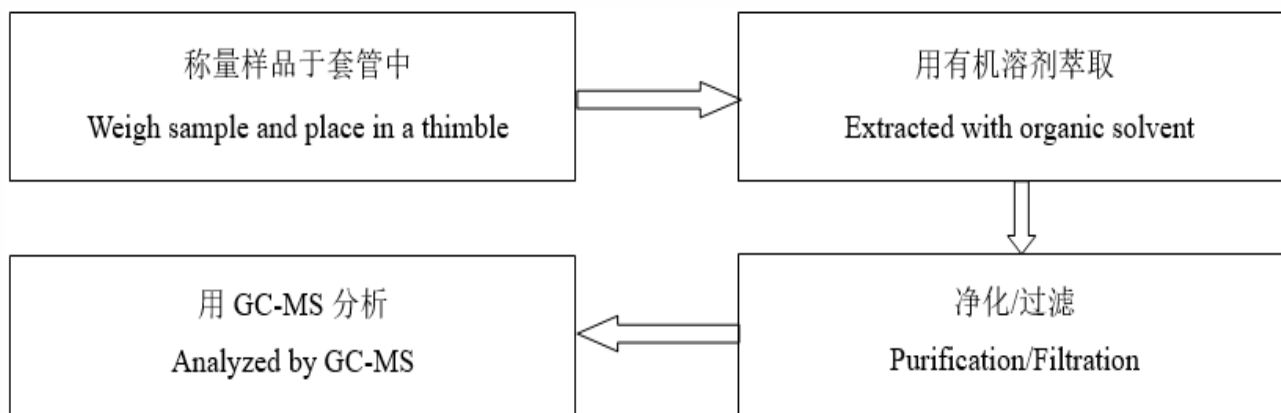 称量样品于套管中
Weigh sample and place in a thimble
用有机溶剂萃取
Extracted with organic solvent
净化/过滤
Purification/Filtration
用 GC-MS 分析
Analyzed by GC-MS